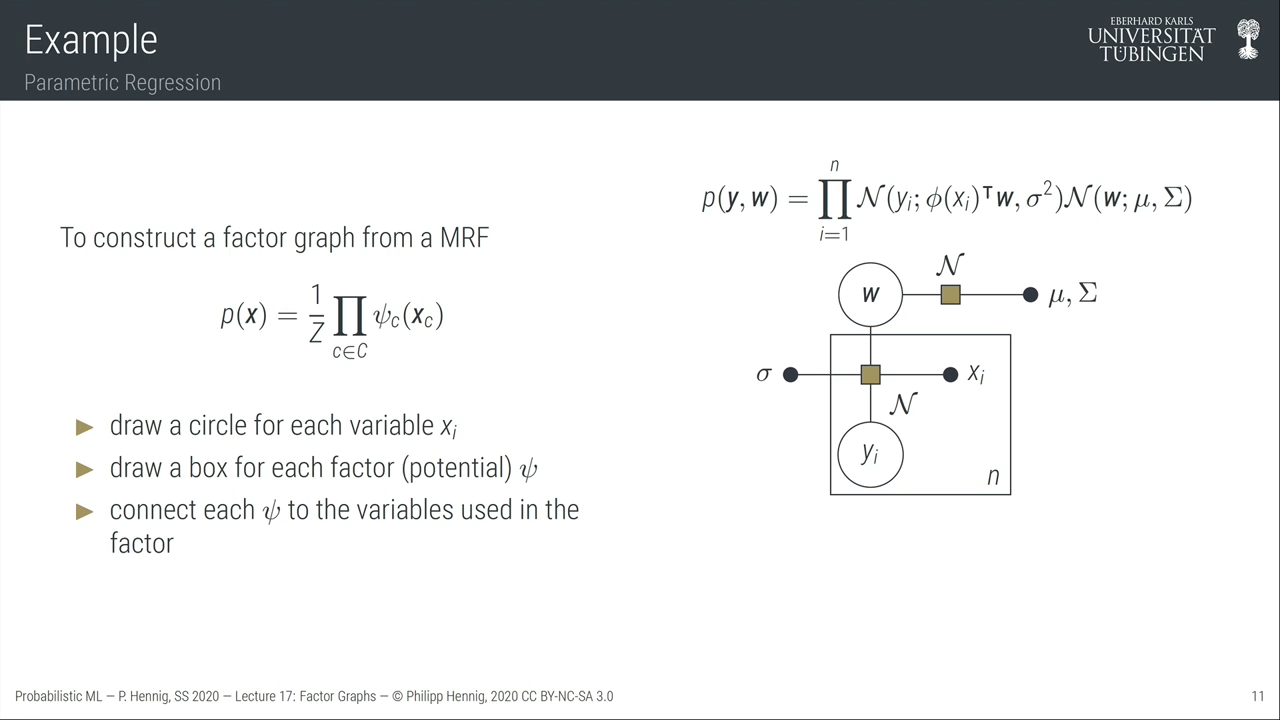 Example
Parametric Regression
EBERHARD KARLS
UNIVERSITÄT
TÜBINGEN
To construct a factor graph from a MRF
p(x) = 1/Z ∏_{c∈C} ψ_c(x_c)
► draw a circle for each variable x_i
► draw a box for each factor (potential) ψ
► connect each ψ to the variables used in the
factor
p(y, w) = ∏_{i=1}^{n} 𝒩(y_i; ϕ(x_i)ᵀw, σ²)𝒩(w; μ, Σ)
𝒩
w
μ, Σ
σ
x_i
𝒩
y_i
n
Probabilistic ML — P. Hennig, SS 2020 — Lecture 17: Factor Graphs — © Philipp Hennig, 2020 CC BY-NC-SA 3.0
11